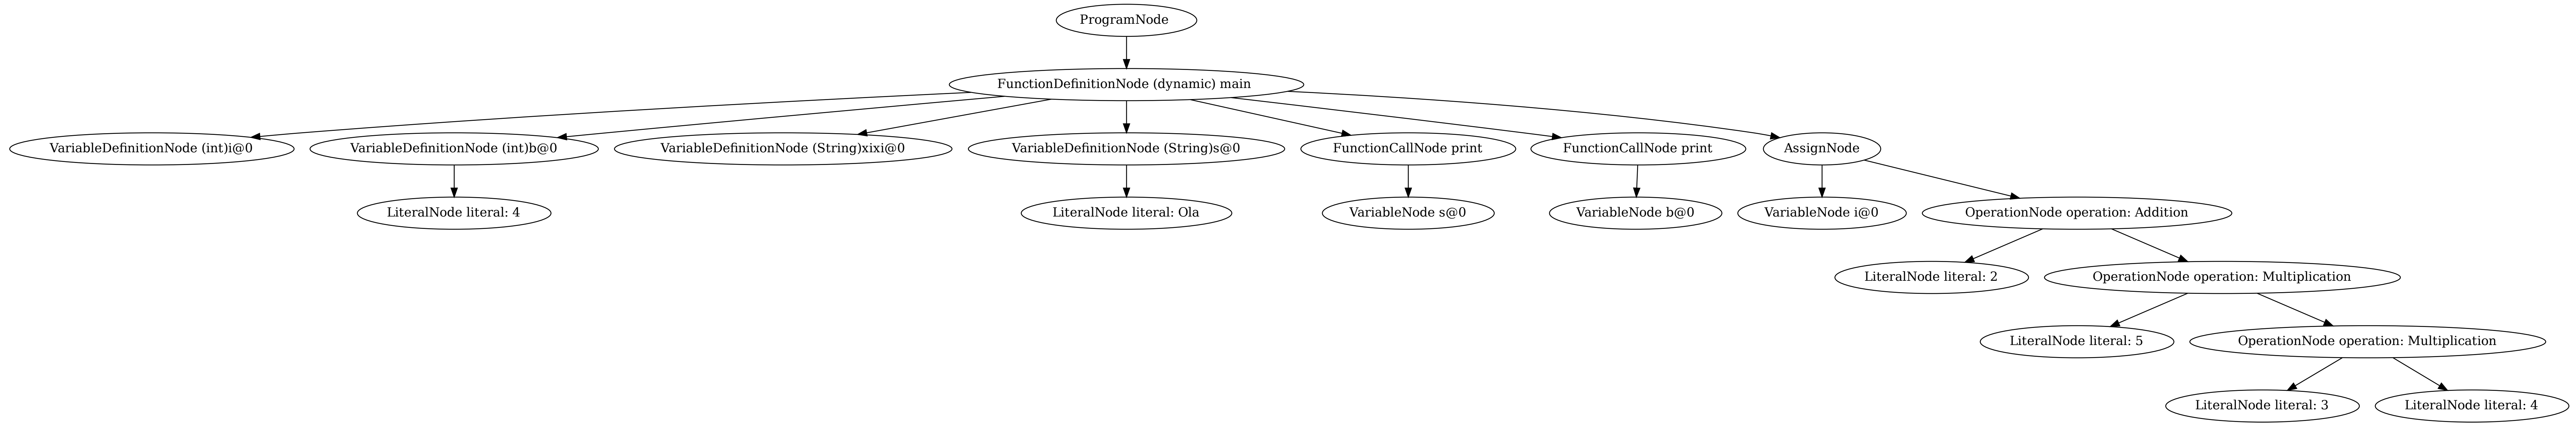 ProgramNode
FunctionDefinitionNode (dynamic) main
VariableDefinitionNode (int)i@0
VariableDefinitionNode (int)b@0
VariableDefinitionNode (String)xixi@0
VariableDefinitionNode (String)s@0
FunctionCallNode print
FunctionCallNode print
AssignNode
LiteralNode literal: 4
LiteralNode literal: Ola
VariableNode s@0
VariableNode b@0
VariableNode i@0
OperationNode operation: Addition
LiteralNode literal: 2
OperationNode operation: Multiplication
LiteralNode literal: 5
OperationNode operation: Multiplication
LiteralNode literal: 3
LiteralNode literal: 4